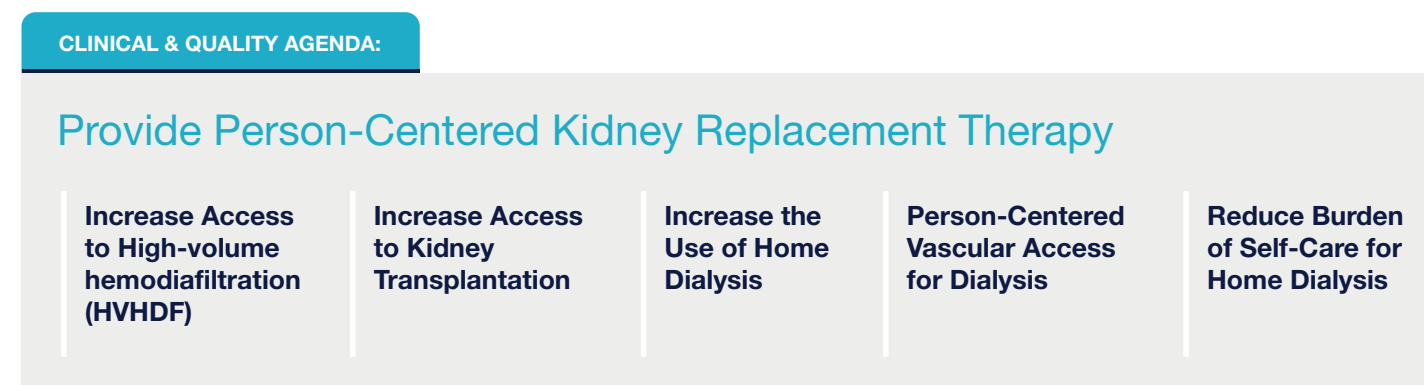 CLINICAL & QUALITY AGENDA:
Provide Person-Centered Kidney Replacement Therapy
Increase Access
to High-volume
hemodiafiltration
(HVHDF)
Increase Access
to Kidney
Transplantation
Increase the
Use of Home
Dialysis
Person-Centered
Vascular Access
for Dialysis
Reduce Burden
of Self-Care for
Home Dialysis